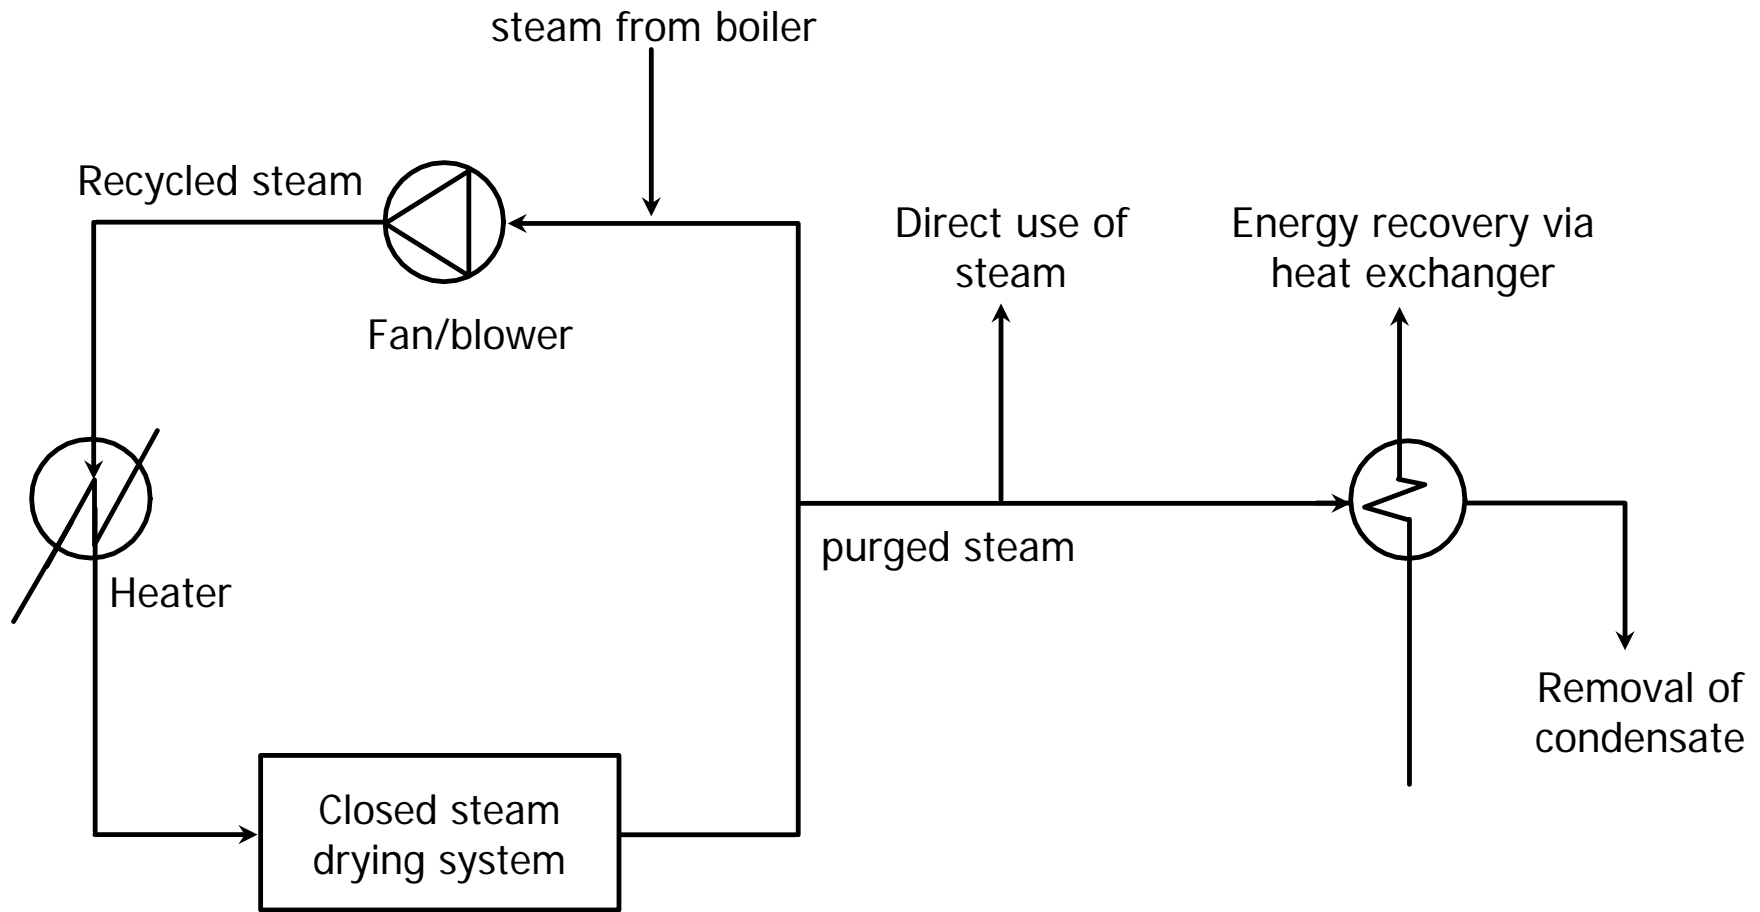 steam from boiler
Recycled steam
Fan/blower
Direct use of
steam
Energy recovery via
heat exchanger
purged steam
Heater
Removal of
condensate
Closed steam
drying system